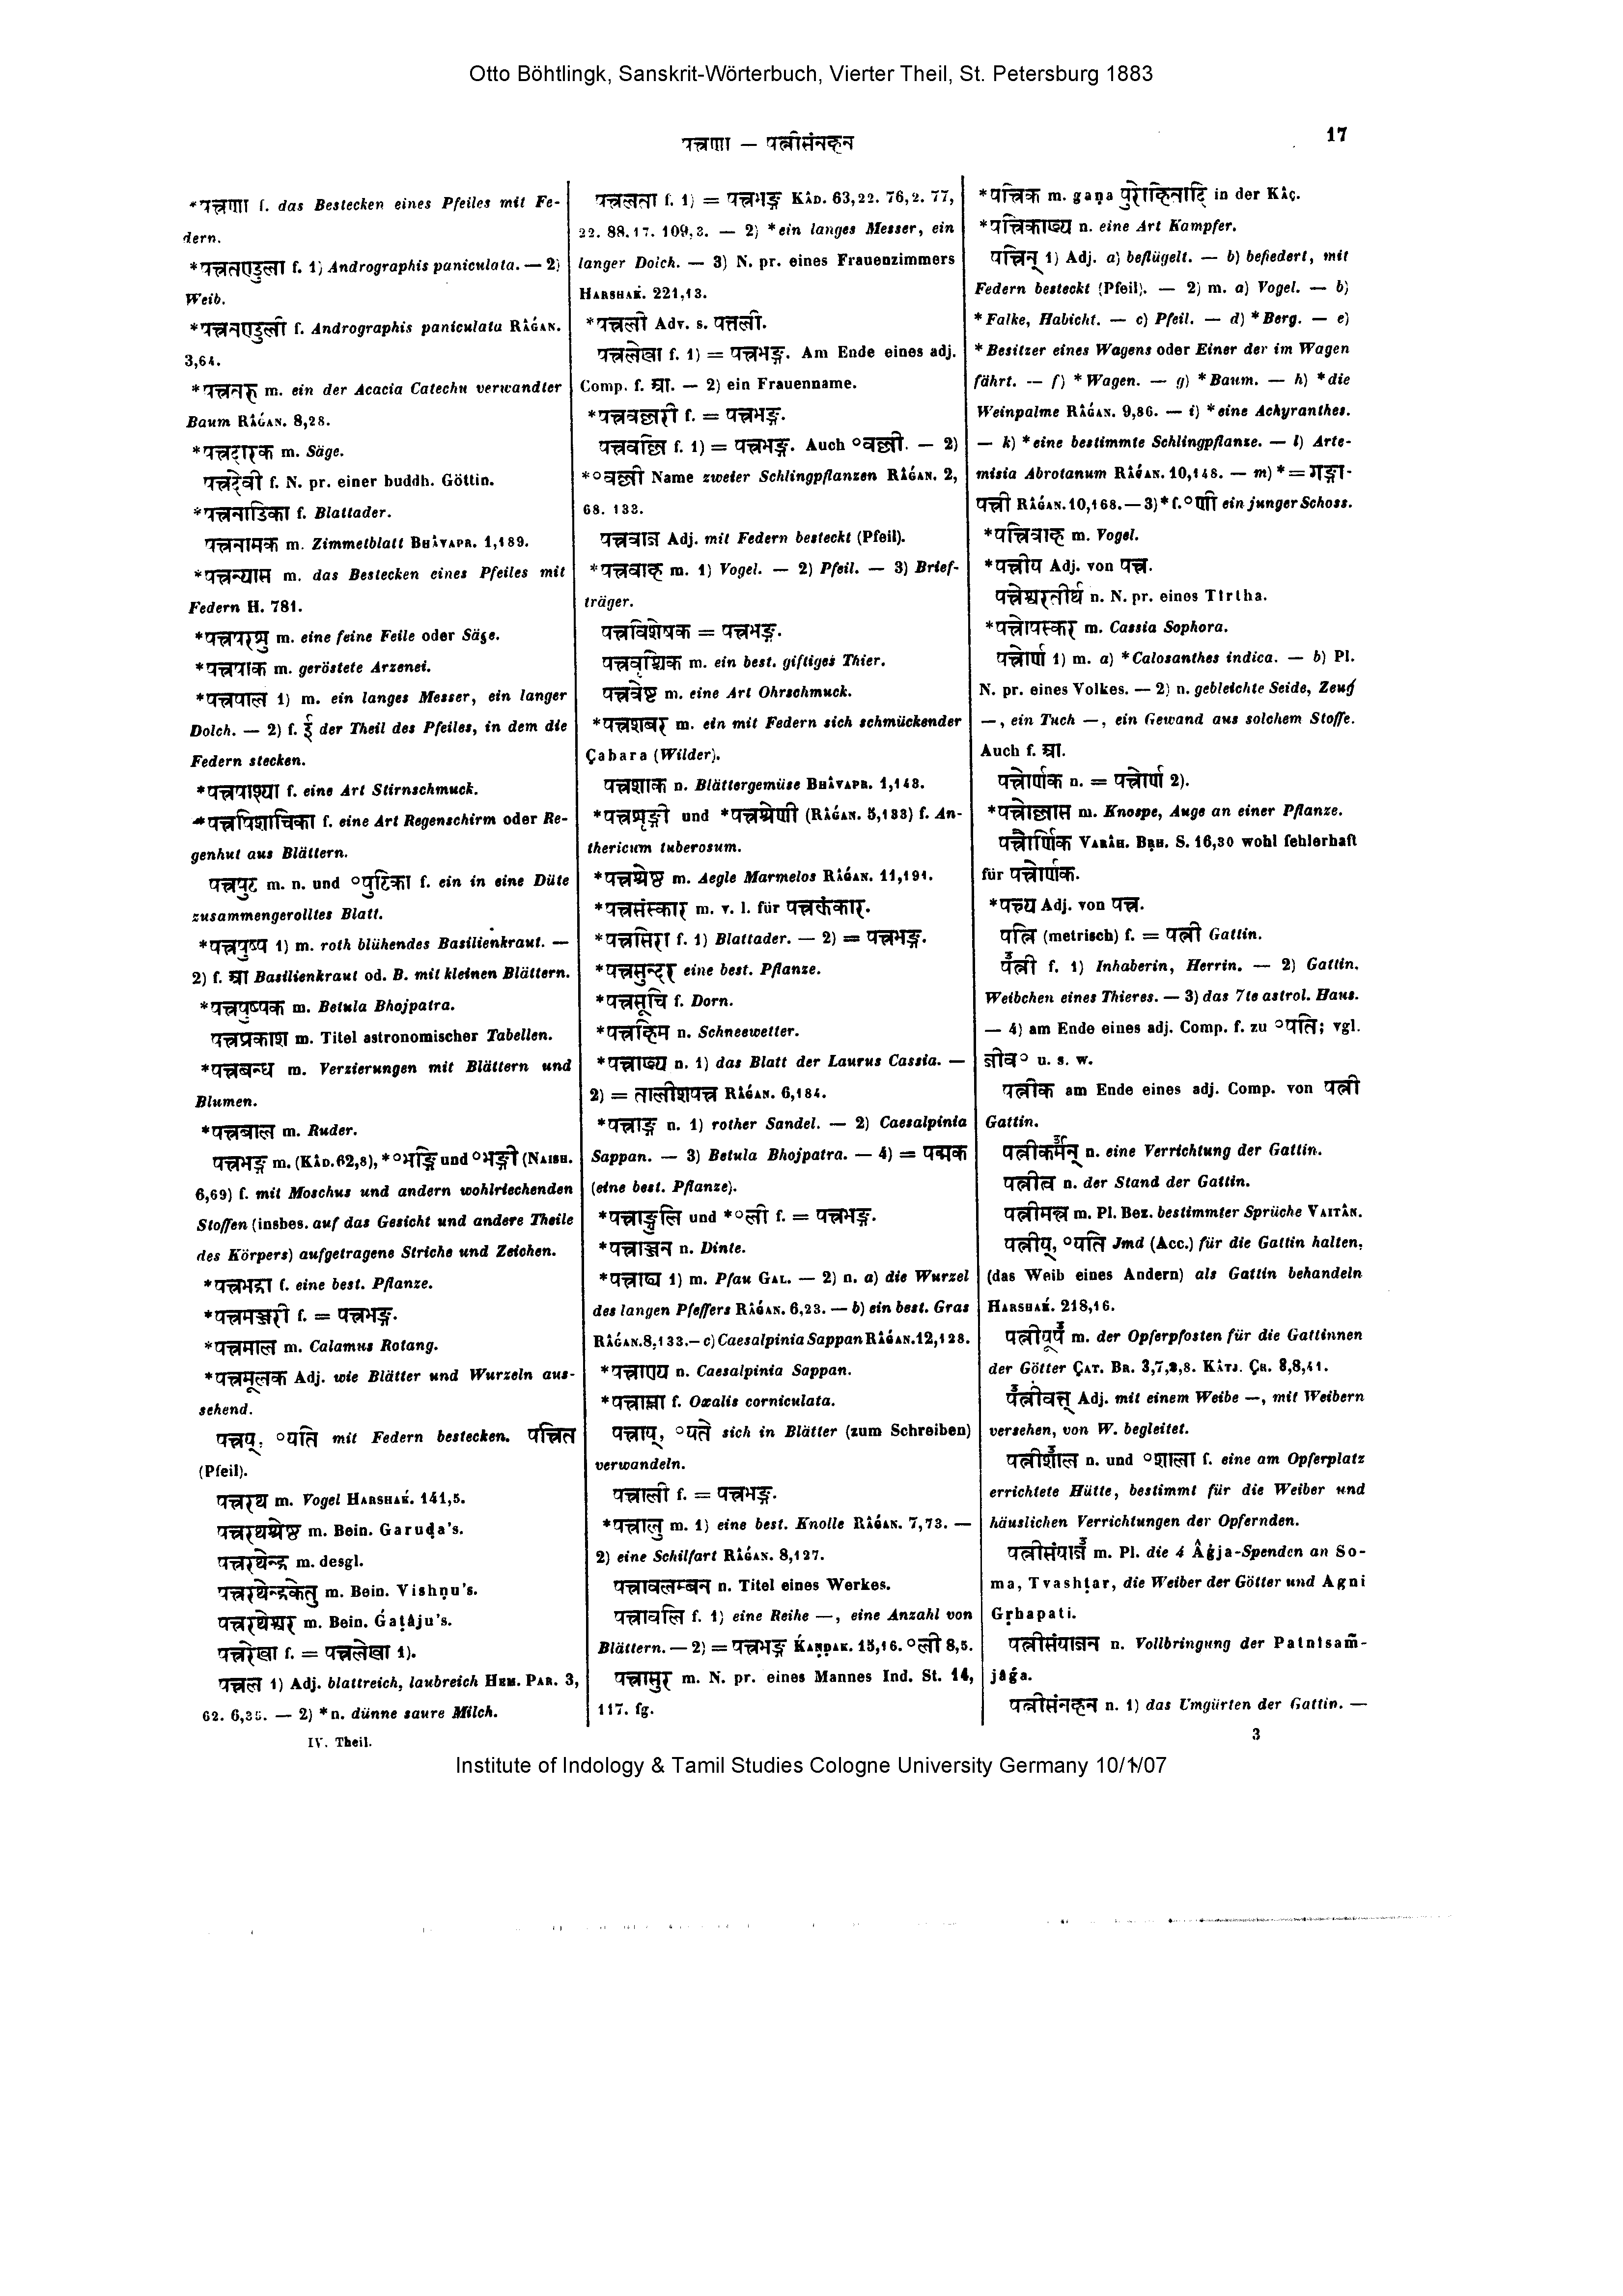 Otto Böhtlingk, Sanskrit-Wörterbuch, Vierter Theil, St. Petersburg 1883
पत्त्रणा — पत्नीसंनहन
17
*पत्त्रणा f. das Bestecken eines Pfeiles mit Fe-
dern.
*पत्त्रतण्डुला f. 1) Andrographis paniculata. — 2)
Weib.
*पत्त्रतण्डुली f. Andrographis paniculata RÂǴAN.
3,64.
*पत्त्रतरु m. ein der Acacia Catechu verwandter
Baum RÂǴAN. 8,28.
*पत्त्रदारक m. Säge.
पत्त्रदेवी f. N. pr. einer buddh. Göttin.
*पत्त्रनाडिका f. Blattader.
पत्त्रनामक m. Zimmetblatt BHÂVAPR. 1,189.
*पत्त्रन्यास m. das Bestecken eines Pfeiles mit
Federn H. 781.
*पत्त्रपरशु m. eine feine Feile oder Säge.
*पत्त्रपाक m. geröstete Arzenei.
*पत्त्रपाल 1) m. ein langes Messer, ein langer
Dolch. — 2) f. ई der Theil des Pfeiles, in dem die
Federn stecken.
*पत्त्रपाश्या f. eine Art Stirnschmuck.
*पत्त्रपिशाचिका f. eine Art Regenschirm oder Re-
genhut aus Blättern.
पत्त्रपुट m. n. und °पुटिका f. ein in eine Düte
zusammengerolltes Blatt.
*पत्त्रपुष्प 1) m. roth blühendes Basilienkraut. —
2) f. आ Basilienkraut od. B. mit kleinen Blättern.
*पत्त्रपुष्पक m. Betula Bhojpatra.
पत्त्रप्रकाश m. Titel astronomischer Tabellen.
*पत्त्रबन्ध m. Verzierungen mit Blättern und
Blumen.
*पत्त्रबाल m. Ruder.
पत्त्रभङ्ग m. (KÂD. 62,8), *°भङ्गि und °भङ्गी (NAISH.
6,69) f. mit Moschus und andern wohlriechenden
Stoffen (insbes. auf das Gesicht und andere Theile
des Körpers) aufgetragene Striche und Zeichen.
*पत्त्रभद्रा f. eine best. Pflanze.
*पत्त्रमञ्जरी f. = पत्त्रभङ्ग.
*पत्त्रमाल m. Calamus Rotang.
*पत्त्रमूलक Adj. wie Blätter und Wurzeln aus-
sehend.
पत्त्रय्, °यति mit Federn bestecken. पत्त्रित
(Pfeil).
पत्त्ररथ m. Vogel HARSHAḰ. 141,5.
पत्त्ररथश्रेष्ठ m. Bein. Garuḍa's.
पत्त्ररथेन्द्र m. desgl.
पत्त्ररथेन्द्रकेतु m. Bein. Vishṇu's.
पत्त्ररथेश्वर m. Bein. Ǵaṭâju's.
पत्त्ररेखा f. = पत्त्रलेखा 1).
पत्त्रल 1) Adj. blattreich, laubreich HEM. PAR. 3,
62. 6,35. — 2) *n. dünne saure Milch.
IV. Theil.
पत्त्रलता f. 1) = पत्त्रभङ्ग KÂD. 63,22. 76,2. 77,
22. 88,17. 109,3. — 2) *ein langes Messer, ein
langer Dolch. — 3) N. pr. eines Frauenzimmers
HARSHAḰ. 221,13.
*पत्त्रली Adv. s. पत्तली.
पत्त्रलेखा f. 1) = पत्त्रभङ्ग. Am Ende eines adj.
Comp. f. आ. — 2) ein Frauenname.
*पत्त्रवल्लरी f. = पत्त्रभङ्ग.
पत्त्रवल्लि f. 1) = पत्त्रभङ्ग. Auch °वल्ली. — 2)
*°वल्ली Name zweier Schlingpflanzen RÂǴAN. 2,
68. 133.
पत्त्रवाज Adj. mit Federn besteckt (Pfeil).
*पत्त्रवाह m. 1) Vogel. — 2) Pfeil. — 3) Brief-
träger.
पत्त्रविशेषक = पत्त्रभङ्ग.
पत्त्रवृश्चिक m. ein best. giftiges Thier.
पत्त्रवेष्ट m. eine Art Ohrschmuck.
*पत्त्रशबर m. ein mit Federn sich schmückender
Çabara (Wilder).
पत्त्रशाक n. Blättergemüse BHÂVAPR. 1,148.
*पत्त्रशृङ्गी und *पत्त्रश्रेणी (RÂǴAN. 5,133) f. An-
thericum tuberosum.
*पत्त्रश्रेष्ठ m. Aegle Marmelos RÂǴAN. 11,191.
*पत्त्रसंस्कार m. v. l. für पत्त्रझंकार.
*पत्त्रसिरा f. 1) Blattader. — 2) = पत्त्रभङ्ग.
*पत्त्रसुन्दर eine best. Pflanze.
*पत्त्रसूचि f. Dorn.
*पत्त्रहिम n. Schneewetter.
*पत्त्राख्य n. 1) das Blatt der Laurus Cassia. —
2) = तालीशपत्त्र RÂǴAN. 6,184.
*पत्त्राङ्ग n. 1) rother Sandel. — 2) Caesalpinia
Sappan. — 3) Betula Bhojpatra. — 4) = पद्मक
(eine best. Pflanze).
*पत्त्राङ्गुलि und *°ली f. = पत्त्रभङ्ग.
*पत्त्राञ्जन n. Dinte.
*पत्त्राढ्य 1) m. Pfau GAL. — 2) n. a) die Wurzel
des langen Pfeffers RÂǴAN. 6,23. — b) ein best. Gras
RÂǴAN. 8,133. — c) Caesalpinia Sappan RÂǴAN. 12,128.
*पत्त्राण्य n. Caesalpinia Sappan.
*पत्त्राम्ला f. Oxalis corniculata.
पत्त्राय्, °यते sich in Blätter (zum Schreiben)
verwandeln.
पत्त्राली f. = पत्त्रभङ्ग.
*पत्त्रालु m. 1) eine best. Knolle RÂǴAN. 7,73. —
2) eine Schilfart RÂǴAN. 8,127.
पत्त्रावलम्बन n. Titel eines Werkes.
पत्त्रावलि f. 1) eine Reihe —, eine Anzahl von
Blättern. — 2) = पत्त्रभङ्ग ḰAṆḌAK. 15,16. °ली 8,5.
पत्त्रासुर m. N. pr. eines Mannes Ind. St. 14,
117. fg.
*पत्त्रिक m. gaṇa पुरोहितादि in der KÂÇ.
*पत्त्रिकाख्य n. eine Art Kampfer.
पत्त्रिन् 1) Adj. a) beflügelt. — b) befiedert, mit
Federn besteckt (Pfeil). — 2) m. a) Vogel. — b)
*Falke, Habicht. — c) Pfeil. — d) *Berg. — e)
*Besitzer eines Wagens oder Einer der im Wagen
fährt. — f) *Wagen. — g) *Baum. — h) *die
Weinpalme RÂǴAN. 9,86. — i) *eine Achyranthes.
— k) *eine bestimmte Schlingpflanze. — l) Arte-
misia Abrotanum RÂǴAN. 10,148. — m) * = गङ्गा-
पत्त्री RÂǴAN. 10,168. — 3) *f. °णी ein junger Schoss.
*पत्त्रिवाह m. Vogel.
*पत्त्रीय Adj. von पत्त्र.
पत्त्रेश्वरतीर्थ n. N. pr. eines Tîrtha.
*पत्त्रोपस्कर m. Cassia Sophora.
पत्त्रोर्ण 1) m. a) *Calosanthes indica. — b) Pl.
N. pr. eines Volkes. — 2) n. gebleichte Seide, Zeug
—, ein Tuch —, ein Gewand aus solchem Stoffe.
Auch f. आ.
पत्त्रोर्णक n. = पत्त्रोर्ण 2).
*पत्त्रोल्लास m. Knospe, Auge an einer Pflanze.
पत्त्रौर्णिक VARÂH. BṚH. S. 16,30 wohl fehlerhaft
für पत्त्रोर्णक.
*पत्त्र्य Adj. von पत्त्र.
पत्नि (metrisch) f. = पत्नी Gattin.
पत्नी f. 1) Inhaberin, Herrin. — 2) Gattin.
Weibchen eines Thieres. — 3) das 7te astrol. Haus.
— 4) am Ende eines adj. Comp. f. zu °पति; vgl.
जीव° u. s. w.
पत्नीक am Ende eines adj. Comp. von पत्नी
Gattin.
पत्नीकर्मन् n. eine Verrichtung der Gattin.
पत्नीत्व n. der Stand der Gattin.
पत्नीमन्त्र m. Pl. Bez. bestimmter Sprüche VAITÂN.
पत्नीय्, °यति Jmd (Acc.) für die Gattin halten,
(das Weib eines Andern) als Gattin behandeln
HARSHAḰ. 218,16.
पत्नीयूप m. der Opferpfosten für die Gattinnen
der Götter ÇAT. BR. 3,7,2,8. KÂTJ. ÇR. 8,8,41.
पत्नीवत् Adj. mit einem Weibe —, mit Weibern
versehen, von W. begleitet.
पत्नीशाल n. und °शाला f. eine am Opferplatz
errichtete Hütte, bestimmt für die Weiber und
häuslichen Verrichtungen der Opfernden.
पत्नीसंयाज m. Pl. die 4 Âǵja-Spenden an So-
ma, Tvashṭar, die Weiber der Götter und Agni
Gṛhapati.
पत्नीसंयाजन n. Vollbringung der Patnîsam̃-
jâǵa.
पत्नीसंनहन n. 1) das Umgürten der Gattin. —
3
Institute of Indology & Tamil Studies Cologne University Germany 10/1/07